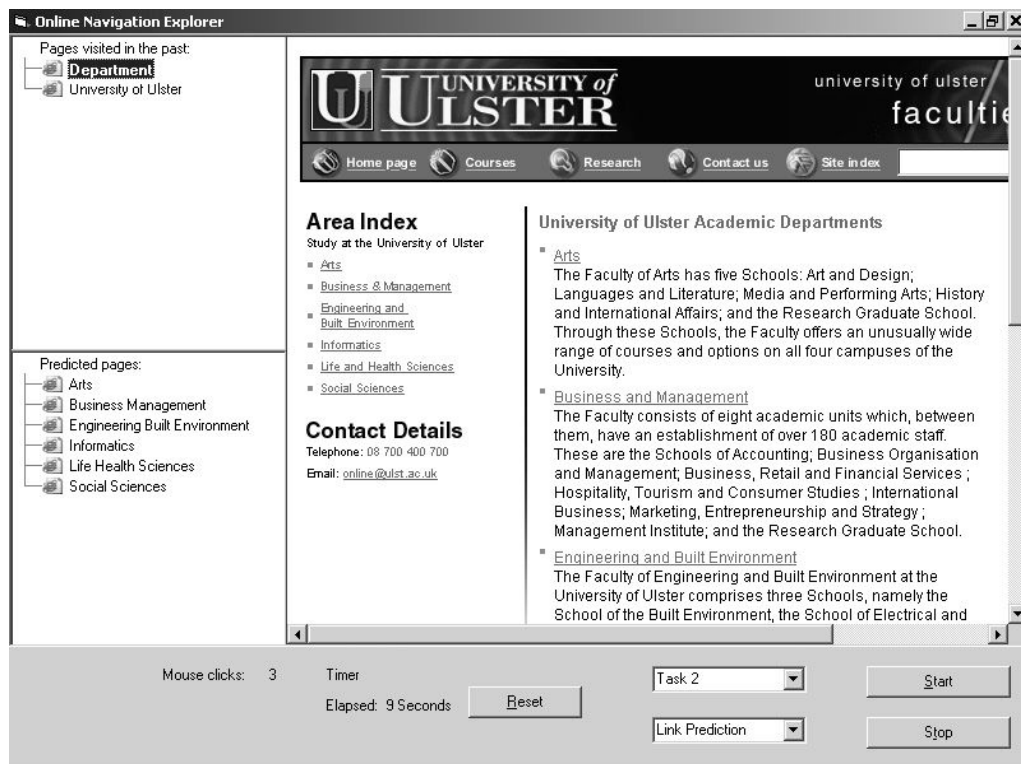 Online Navigation Explorer
Pages visited in the past:
Department
University of Ulster
Predicted pages:
Arts
Business Management
Engineering Built Environment
Informatics
Life Health Sciences
Social Sciences
UNIVERSITY of
ULSTER
university of ulster
faculti
Home page
Courses
Research
Contact us
Site index
Area Index
Study at the University of Ulster
Arts
Business & Management
Engineering and
Built Environment
Informatics
Life and Health Sciences
Social Sciences
Contact Details
Telephone: 08 700 400 700
Email: online@ulst.ac.uk
University of Ulster Academic Departments
Arts
The Faculty of Arts has five Schools: Art and Design;
Languages and Literature; Media and Performing Arts; History
and International Affairs; and the Research Graduate School.
Through these Schools, the Faculty offers an unusually wide
range of courses and options on all four campuses of the
University.
Business and Management
The Faculty consists of eight academic units which, between
them, have an establishment of over 180 academic staff.
These are the Schools of Accounting; Business Organisation
and Management; Business, Retail and Financial Services ;
Hospitality, Tourism and Consumer Studies ; International
Business; Marketing, Entrepreneurship and Strategy ;
Management Institute; and the Research Graduate School.
Engineering and Built Environment
The Faculty of Engineering and Built Environment at the
University of Ulster comprises three Schools, namely the
School of the Built Environment, the School of Electrical and
Mouse clicks: 3
Timer
Elapsed: 9 Seconds
Reset
Task 2
Link Prediction
Start
Stop